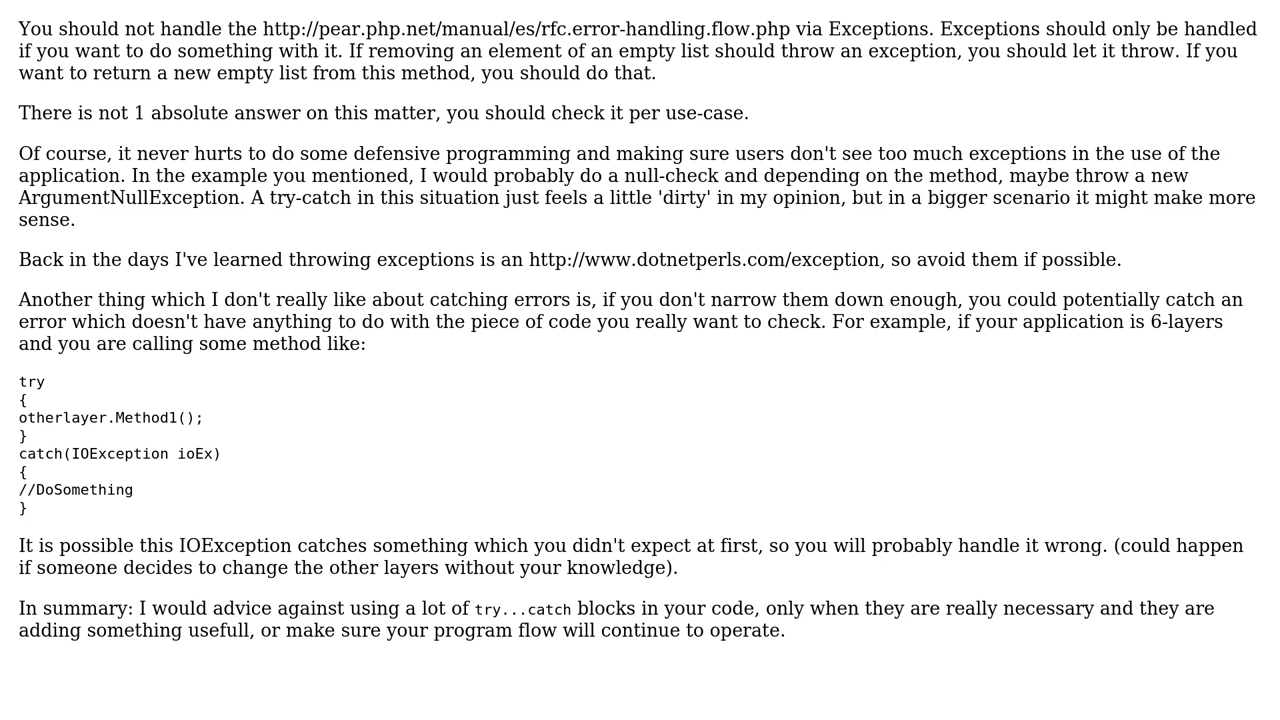 You should not handle the http://pear.php.net/manual/es/rfc.error-handling.flow.php via Exceptions. Exceptions should only be handled
if you want to do something with it. If removing an element of an empty list should throw an exception, you should let it throw. If you
want to return a new empty list from this method, you should do that.
There is not 1 absolute answer on this matter, you should check it per use-case.
Of course, it never hurts to do some defensive programming and making sure users don't see too much exceptions in the use of the
application. In the example you mentioned, I would probably do a null-check and depending on the method, maybe throw a new
ArgumentNullException. A try-catch in this situation just feels a little 'dirty' in my opinion, but in a bigger scenario it might make more
sense.
Back in the days I've learned throwing exceptions is an http://www.dotnetperls.com/exception, so avoid them if possible.
Another thing which I don't really like about catching errors is, if you don't narrow them down enough, you could potentially catch an
error which doesn't have anything to do with the piece of code you really want to check. For example, if your application is 6-layers
and you are calling some method like:
try
{
otherlayer.Method1();
}
catch(IOException ioEx)
{
//DoSomething
}
It is possible this IOException catches something which you didn't expect at first, so you will probably handle it wrong. (could happen
if someone decides to change the other layers without your knowledge).
In summary: I would advice against using a lot of try...catch blocks in your code, only when they are really necessary and they are
adding something usefull, or make sure your program flow will continue to operate.